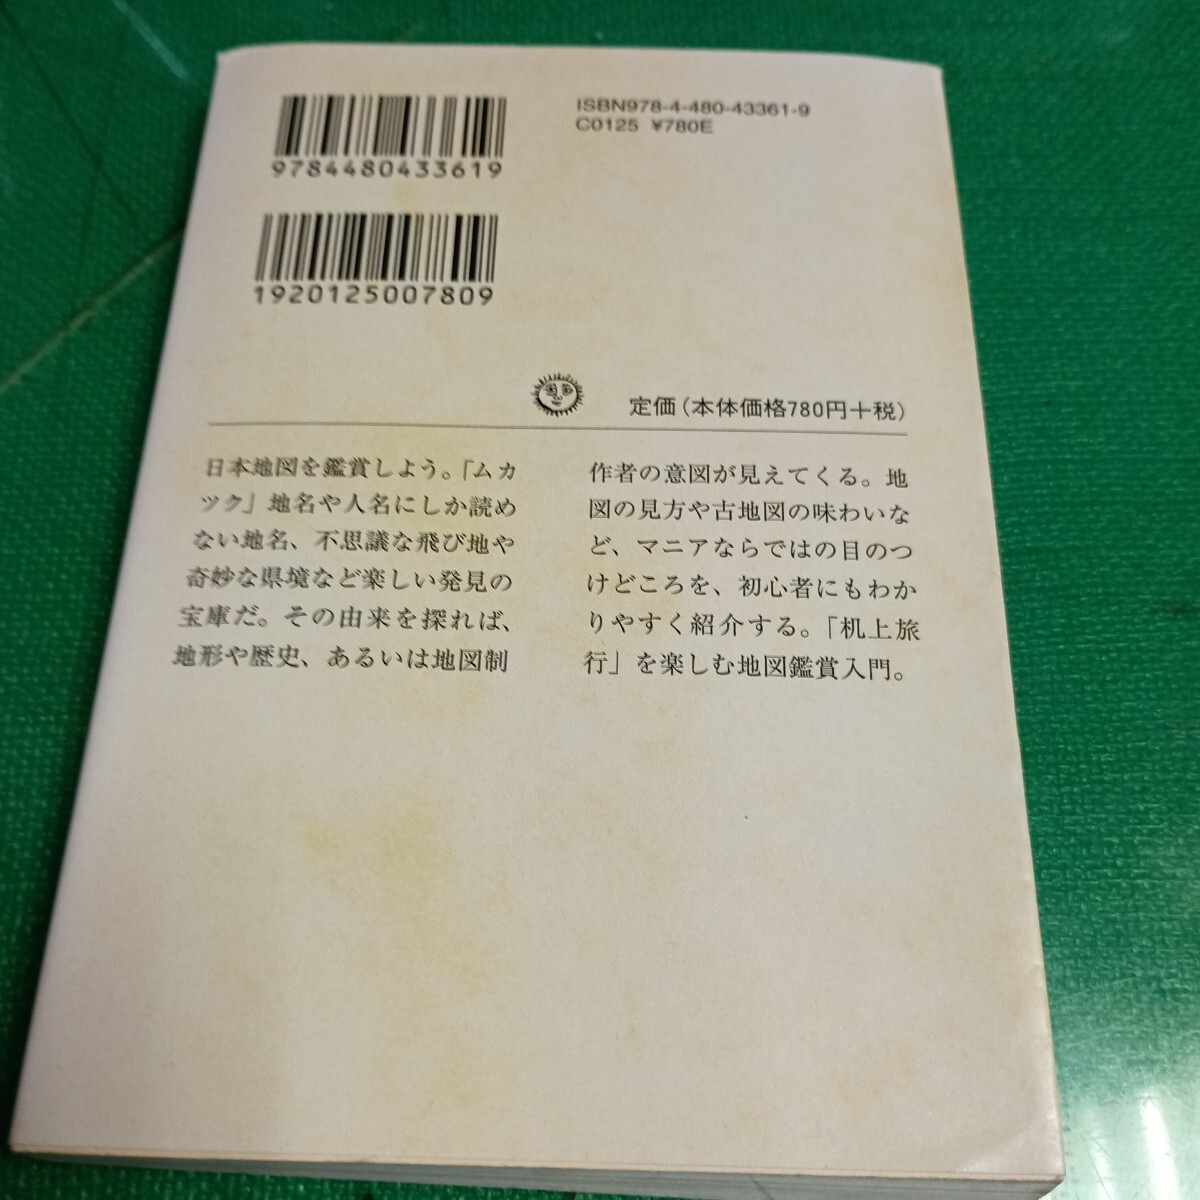 ISBN978-4-480-43361-9
C0125 ¥780E
9784480433619
1920125007809
定価(本体価格780円+税)
日本地図を鑑賞しよう。「ムカ
ツク」地名や人名にしか読め
ない地名、不思議な飛び地や
奇妙な県境など楽しい発見の
宝庫だ。その由来を探れば、
地形や歴史、あるいは地図制
作者の意図が見えてくる。地
図の見方や古地図の味わいな
ど、マニアならではの目のつ
けどころを、初心者にもわか
りやすく紹介する。「机上旅
行」を楽しむ地図鑑賞入門。